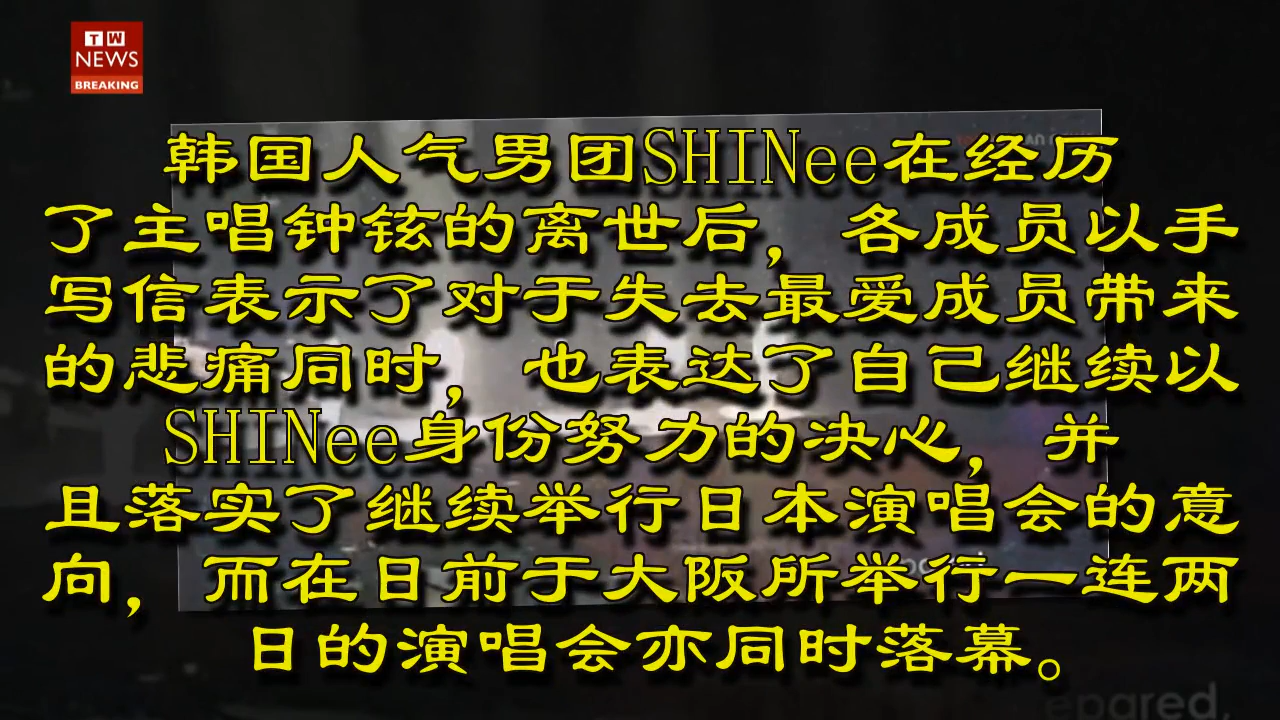 TW
NEWS
BREAKING
韩国人气男团SHINee在经历
了主唱钟铉的离世后，各成员以手
写信表示了对于失去最爱成员带来
的悲痛同时，也表达了自己继续以
SHINee身份努力的决心，并
且落实了继续举行日本演唱会的意
向，而在日前于大阪所举行一连两
日的演唱会亦同时落幕。